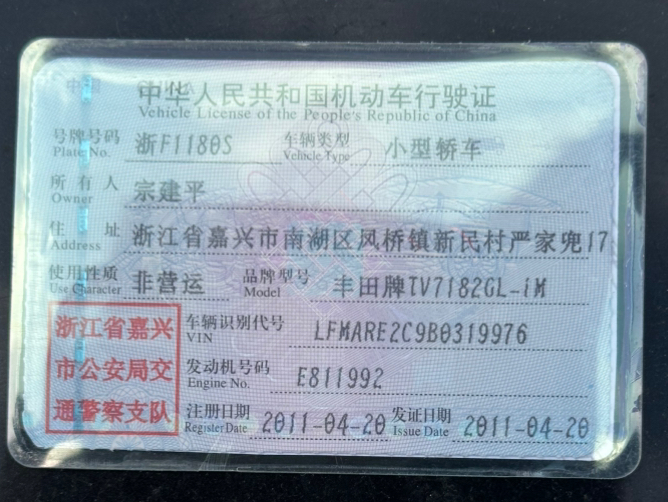 中华人民共和国机动车行驶证
Vehicle License of the People's Republic of China
号牌号码 浙F1180S 车辆类型 小型轿车
Plate No. Vehicle Type
所有人 宗建平
Owner
住址 浙江省嘉兴市南湖区凤桥镇新民村严家兜17
Address
使用性质 非营运 品牌型号 丰田牌TV7182GL-iM
Use Character Model
浙江省嘉兴 车辆识别代号 LFMARE2C9B0319976
VIN
市公安局交 发动机号码 E811992
Engine No.
通警察支队 注册日期 2011-04-20 发证日期 2011-04-20
Register Date Issue Date